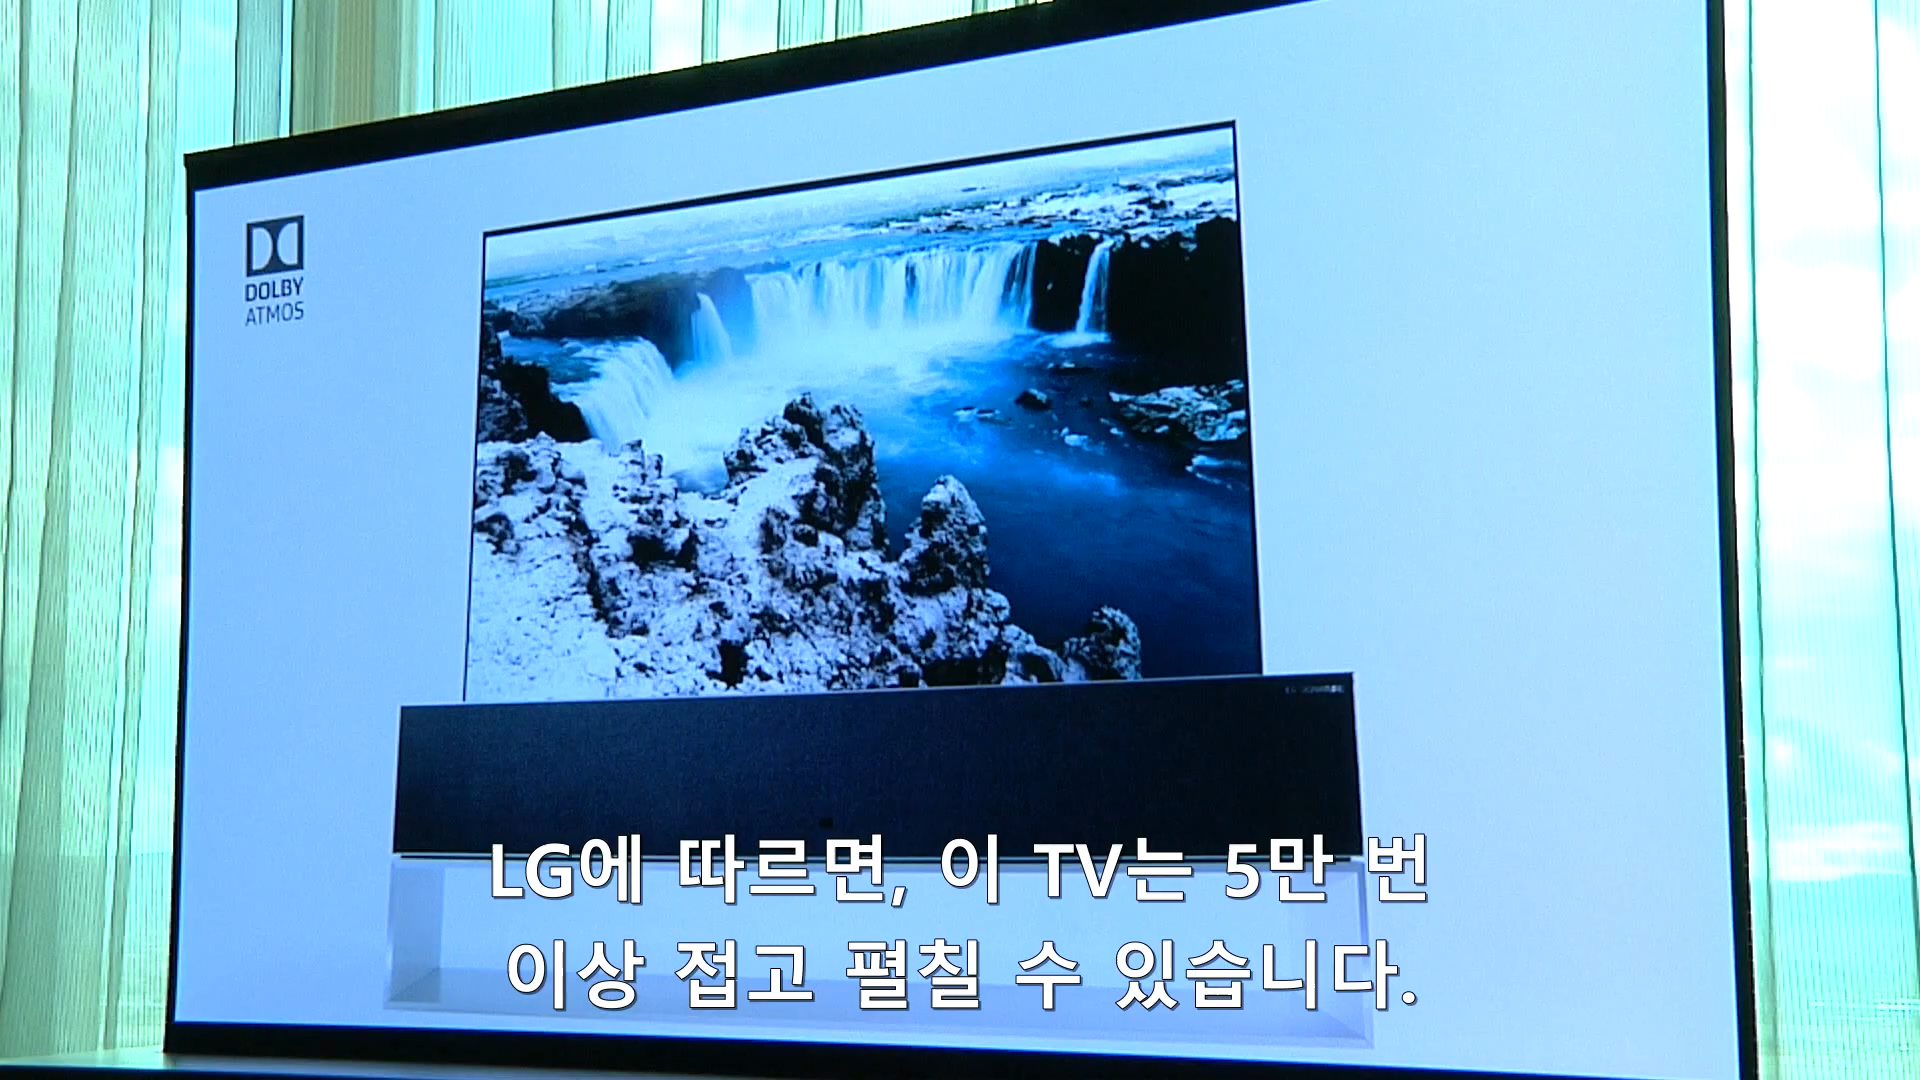 DOLBY
ATMOS
LG에 따르면, 이 TV는 5만 번
이상 접고 펼칠 수 있습니다.